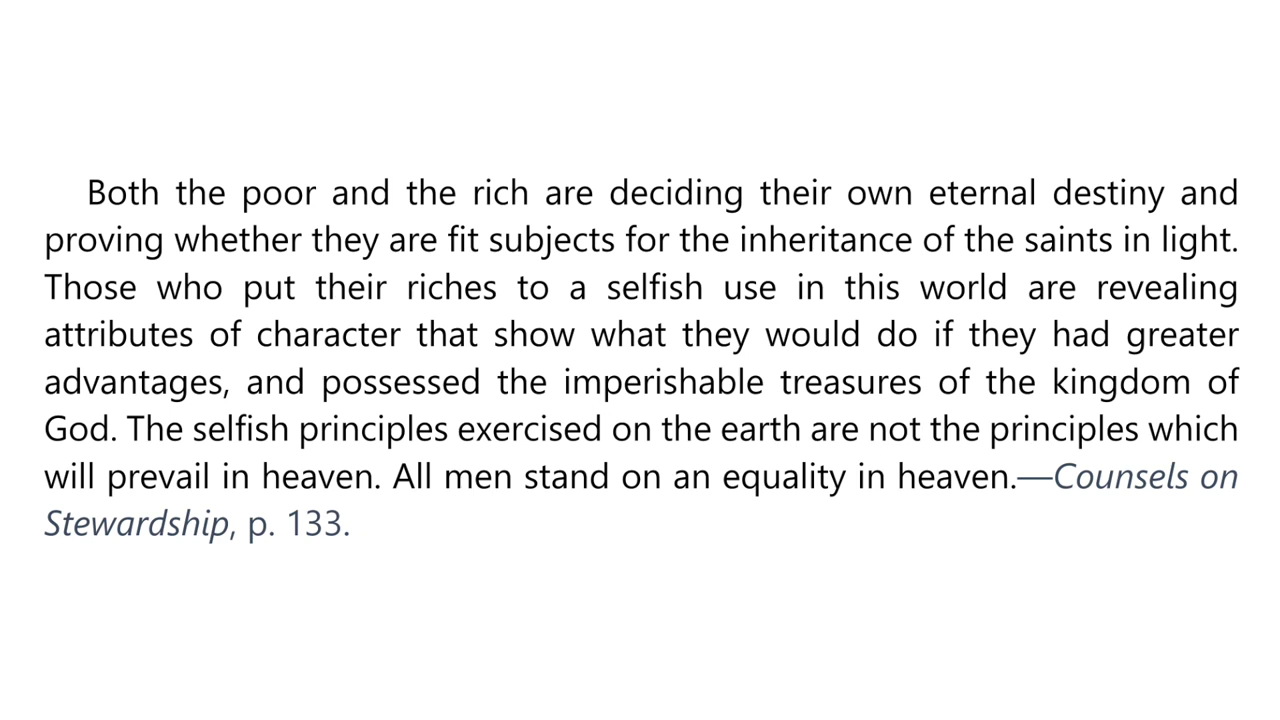 Both the poor and the rich are deciding their own eternal destiny and
proving whether they are fit subjects for the inheritance of the saints in light.
Those who put their riches to a selfish use in this world are revealing
attributes of character that show what they would do if they had greater
advantages, and possessed the imperishable treasures of the kingdom of
God. The selfish principles exercised on the earth are not the principles which
will prevail in heaven. All men stand on an equality in heaven.—Counsels on
Stewardship, p. 133.